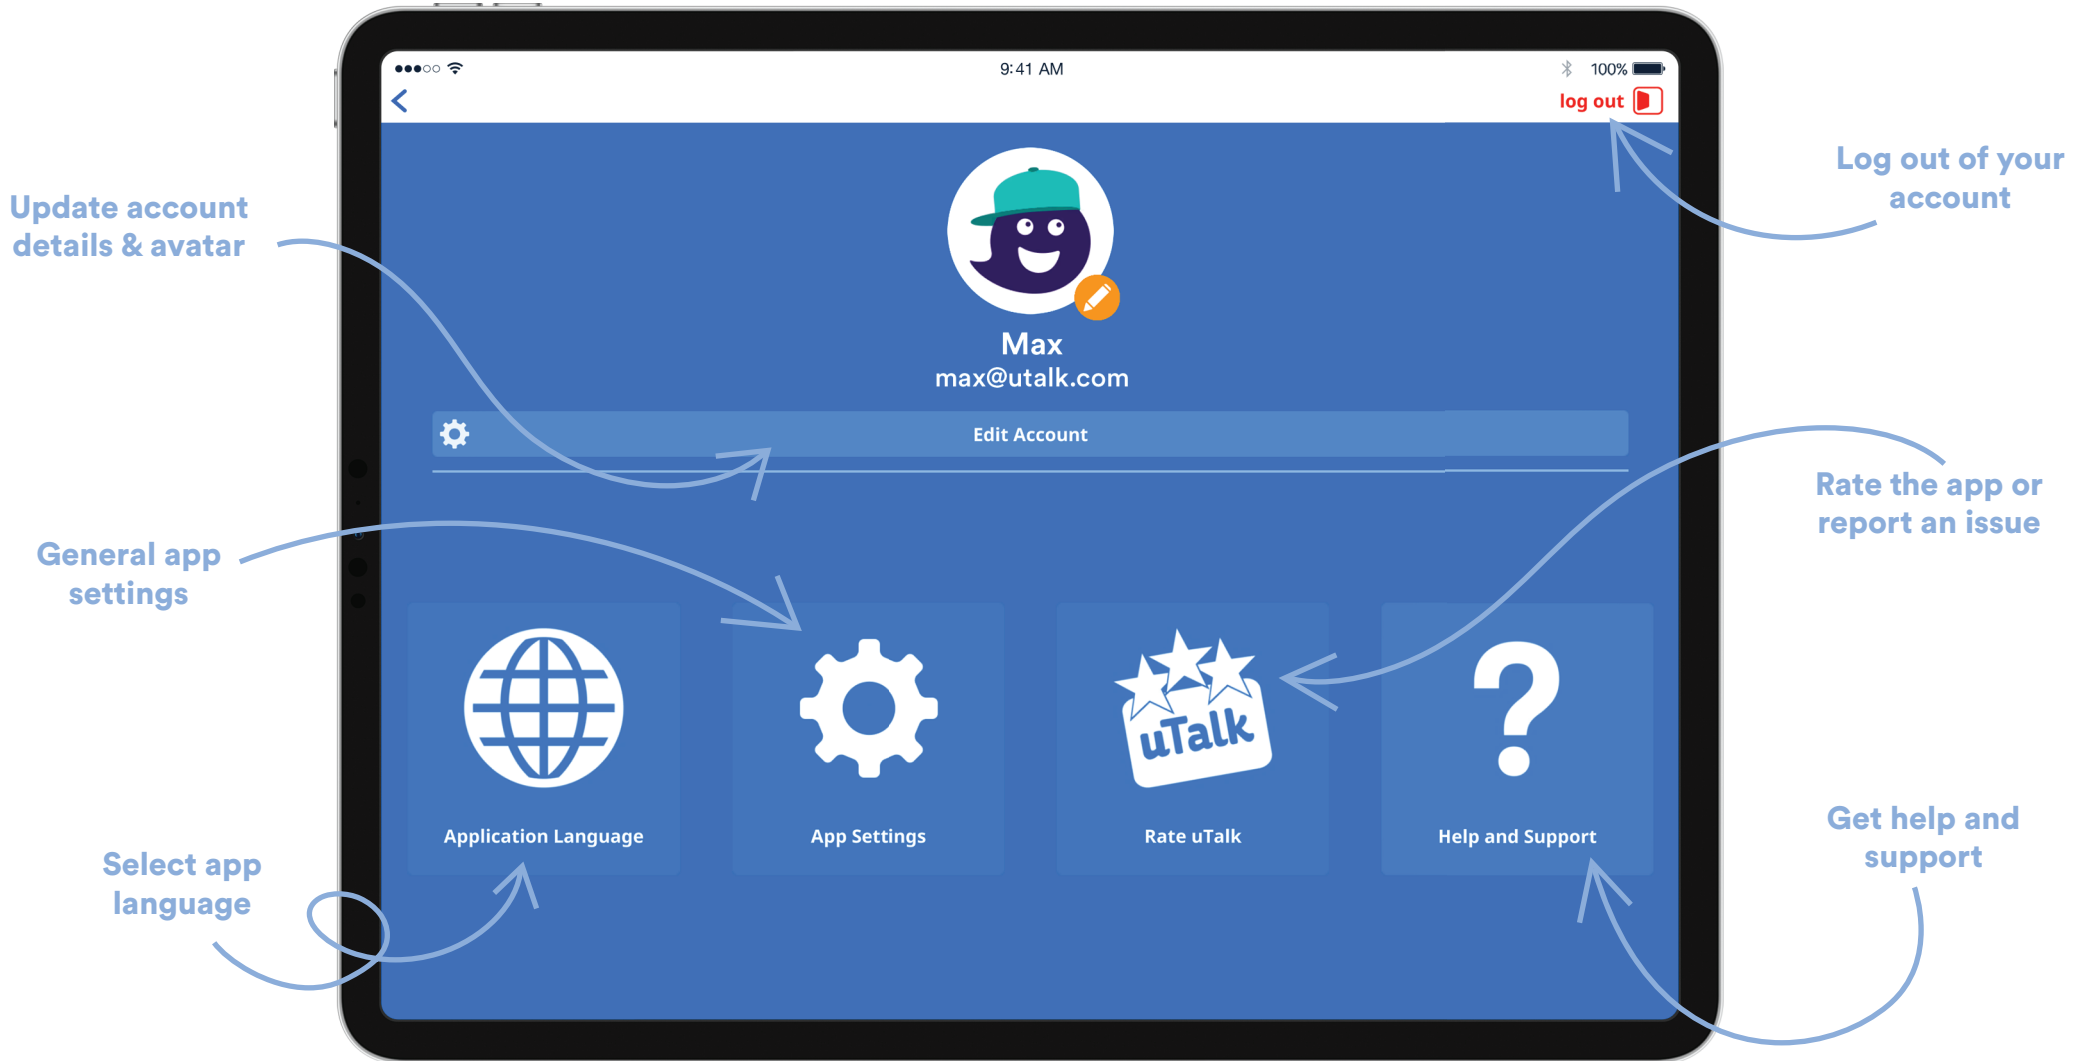 9:41 AM
100%
log out
Log out of your
account
Update account
details & avatar
Max
max@utalk.com
Edit Account
Rate the app or
report an issue
General app
settings
uTalk
Application Language
App Settings
Rate uTalk
Help and Support
Select app
language
Get help and
support